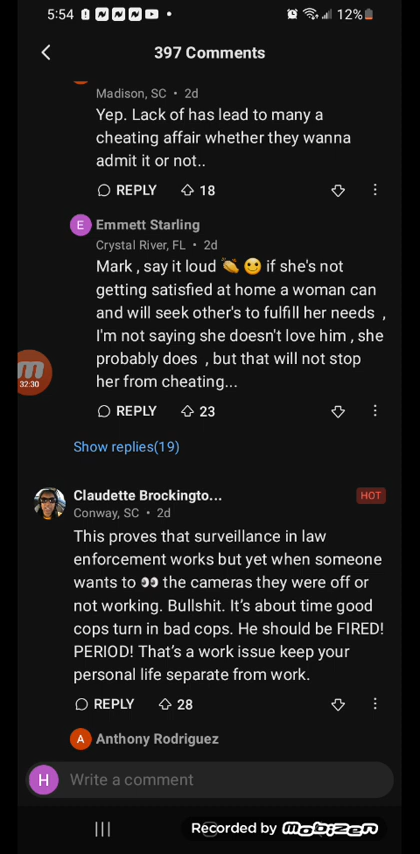 5:54
12%
397 Comments
Madison, SC • 2d
Yep. Lack of has lead to many a
cheating affair whether they wanna
admit it or not..
REPLY 18
E Emmett Starling
Crystal River, FL • 2d
Mark , say it loud 👏 🙂 if she's not
getting satisfied at home a woman can
and will seek other's to fulfill her needs ,
I'm not saying she doesn't love him , she
probably does , but that will not stop
her from cheating...
m
32:30
REPLY 23
Show replies(19)
Claudette Brockingto... HOT
Conway, SC • 2d
This proves that surveillance in law
enforcement works but yet when someone
wants to 👀 the cameras they were off or
not working. Bullshit. It's about time good
cops turn in bad cops. He should be FIRED!
PERIOD! That's a work issue keep your
personal life separate from work.
REPLY 28
A Anthony Rodriguez
H Write a comment
Recorded by mobizen